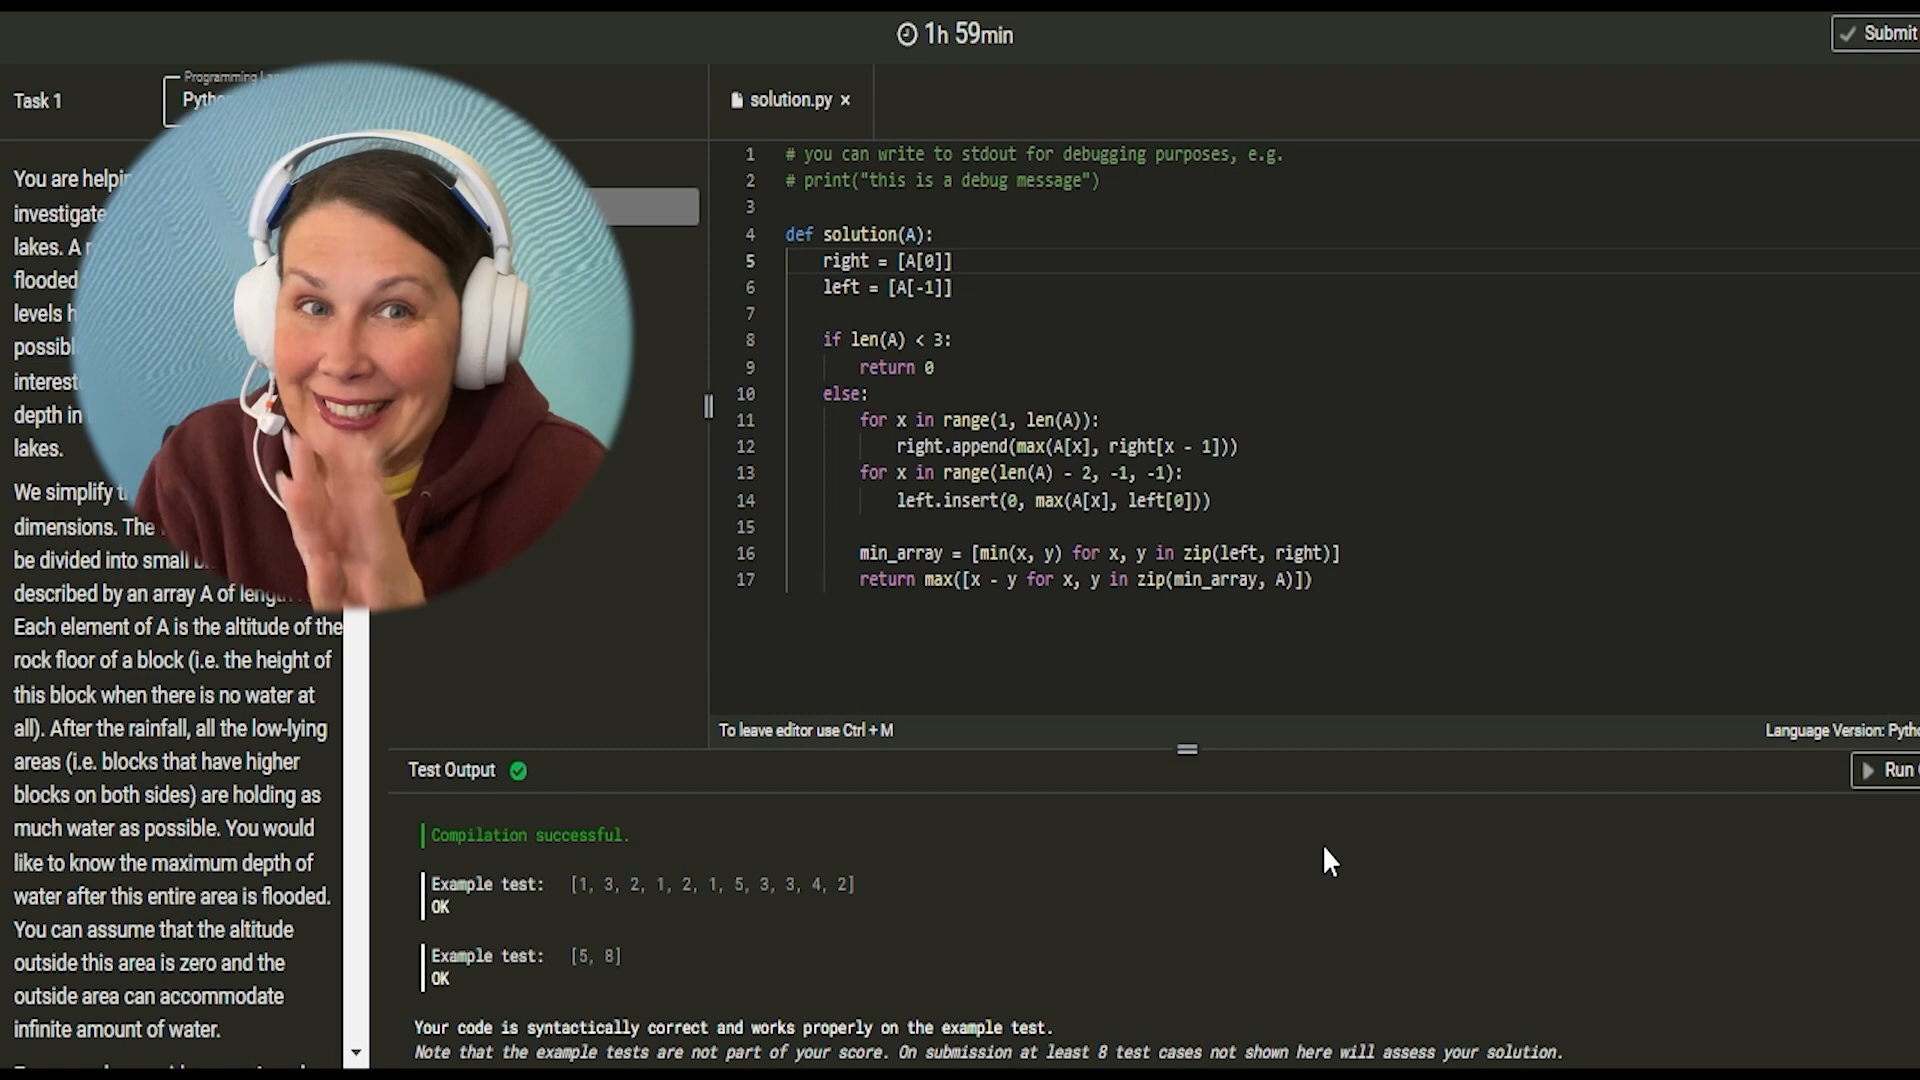 1h 59min
Submit
Task 1
Programming
solution.py ×
You are
investigate
lakes. A
flooded
levels
depth in
lakes.
We simplify
dimensions. The
be divided into small
described by an array A of
Each element of A is the altitude of the
rock floor of a block (i.e. the height of
this block when there is no water at
all). After the rainfall, all the low-lying
areas (i.e. blocks that have higher
blocks on both sides) are holding as
much water as possible. You would
like to know the maximum depth of
water after this entire area is flooded.
You can assume that the altitude
outside this area is zero and the
outside area can accommodate
infinite amount of water.
1 # you can write to stdout for debugging purposes, e.g.
2 # print("this is a debug message")
3
4 def solution(A):
5 right = [A[0]]
6 left = [A[-1]]
7
8 if len(A) < 3:
9 return 0
10 else:
11 for x in range(1, len(A)):
12 right.append(max(A[x], right[x - 1]))
13 for x in range(len(A) - 2, -1, -1):
14 left.insert(0, max(A[x], left[0]))
15
16 min_array = [min(x, y) for x, y in zip(left, right)]
17 return max([x - y for x, y in zip(min_array, A)])
To leave editor use Ctrl + M
Language Version:
Test Output
Run
Compilation successful.
Example test: [1, 3, 2, 1, 2, 1, 5, 3, 3, 4, 2]
OK
Example test: [5, 8]
OK
Your code is syntactically correct and works properly on the example test.
Note that the example tests are not part of your score. On submission at least 8 test cases not shown here will assess your solution.